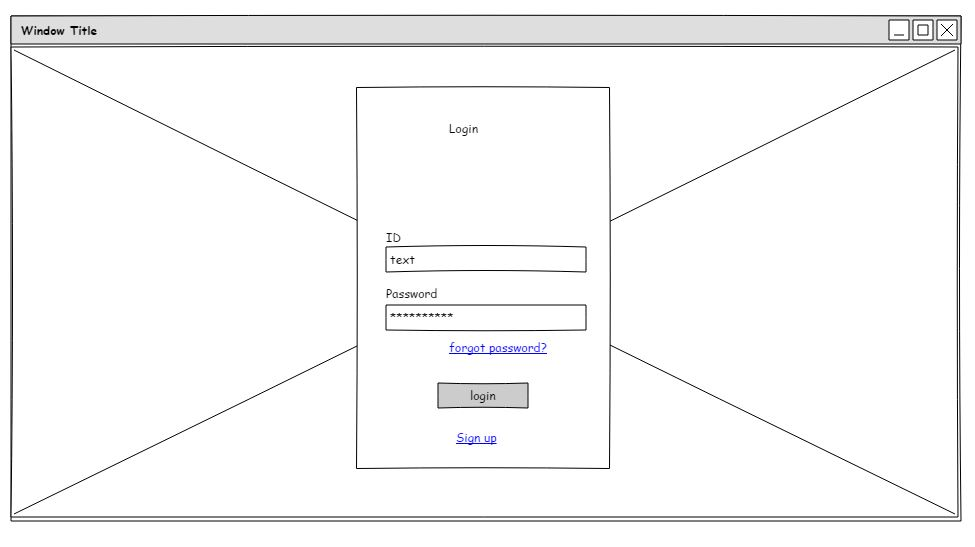 Window Title
Login
ID
text
Password
**********
forgot password?
login
Sign up